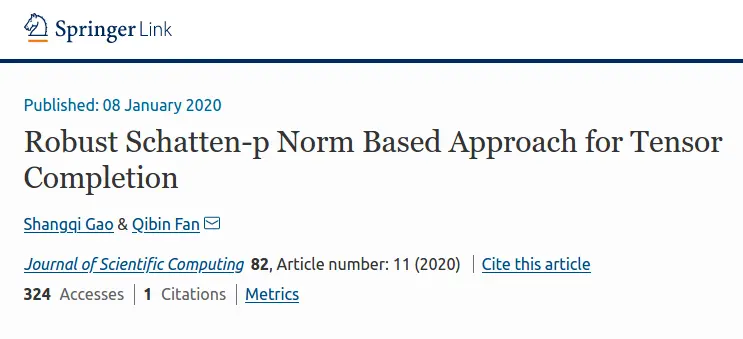 Springer Link
Published: 08 January 2020
Robust Schatten-p Norm Based Approach for Tensor
Completion
Shangqi Gao & Qibin Fan
Journal of Scientific Computing 82, Article number: 11 (2020) | Cite this article
324 Accesses | 1 Citations | Metrics